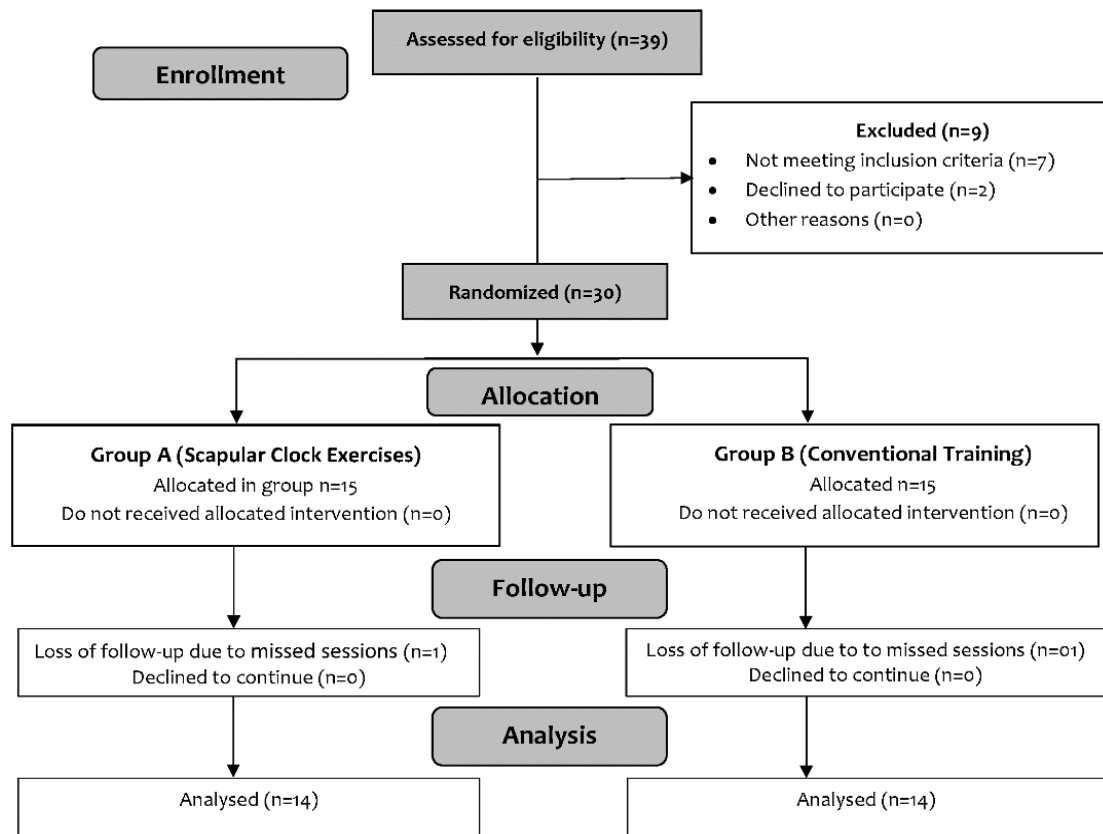 Assessed for eligibility (n=39)
Enrollment
Excluded (n=9)
• Not meeting inclusion criteria (n=7)
• Declined to participate (n=2)
• Other reasons (n=0)
Randomized (n=30)
Allocation
Group A (Scapular Clock Exercises)
Allocated in group n=15
Do not received allocated intervention (n=0)
Group B (Conventional Training)
Allocated n=15
Do not received allocated intervention (n=0)
Follow-up
Loss of follow-up due to missed sessions (n=1)
Declined to continue (n=0)
Loss of follow-up due to to missed sessions (n=01)
Declined to continue (n=0)
Analysis
Analysed (n=14)
Analysed (n=14)